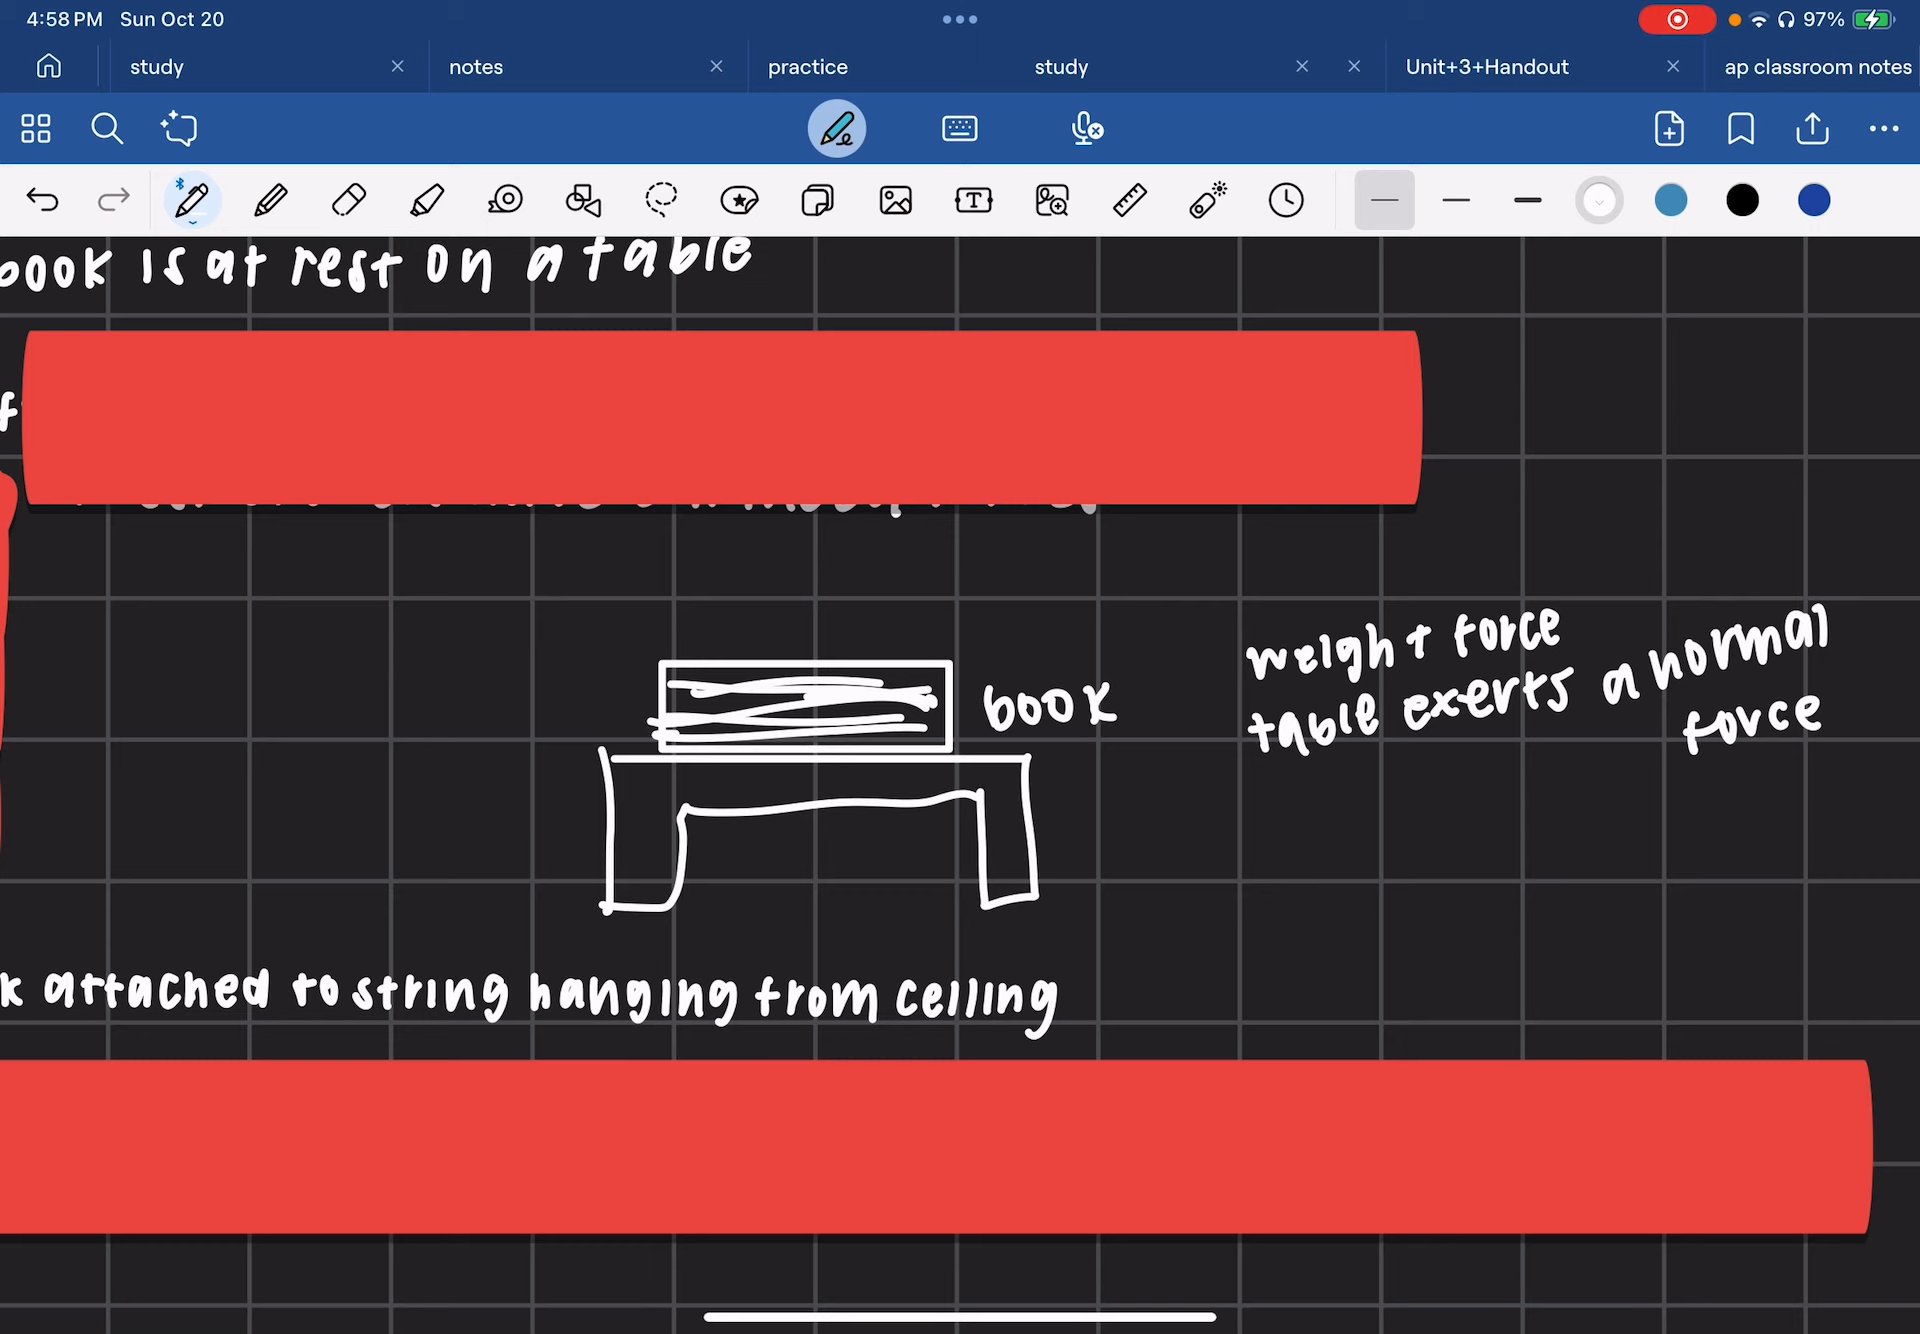 4:58 PM Sun Oct 20 97%
study notes practice study Unit+3+Handout ap classroom notes
book is at rest on a table
f
weight force
table exerts a normal
force
book
k attached to string hanging from ceiling